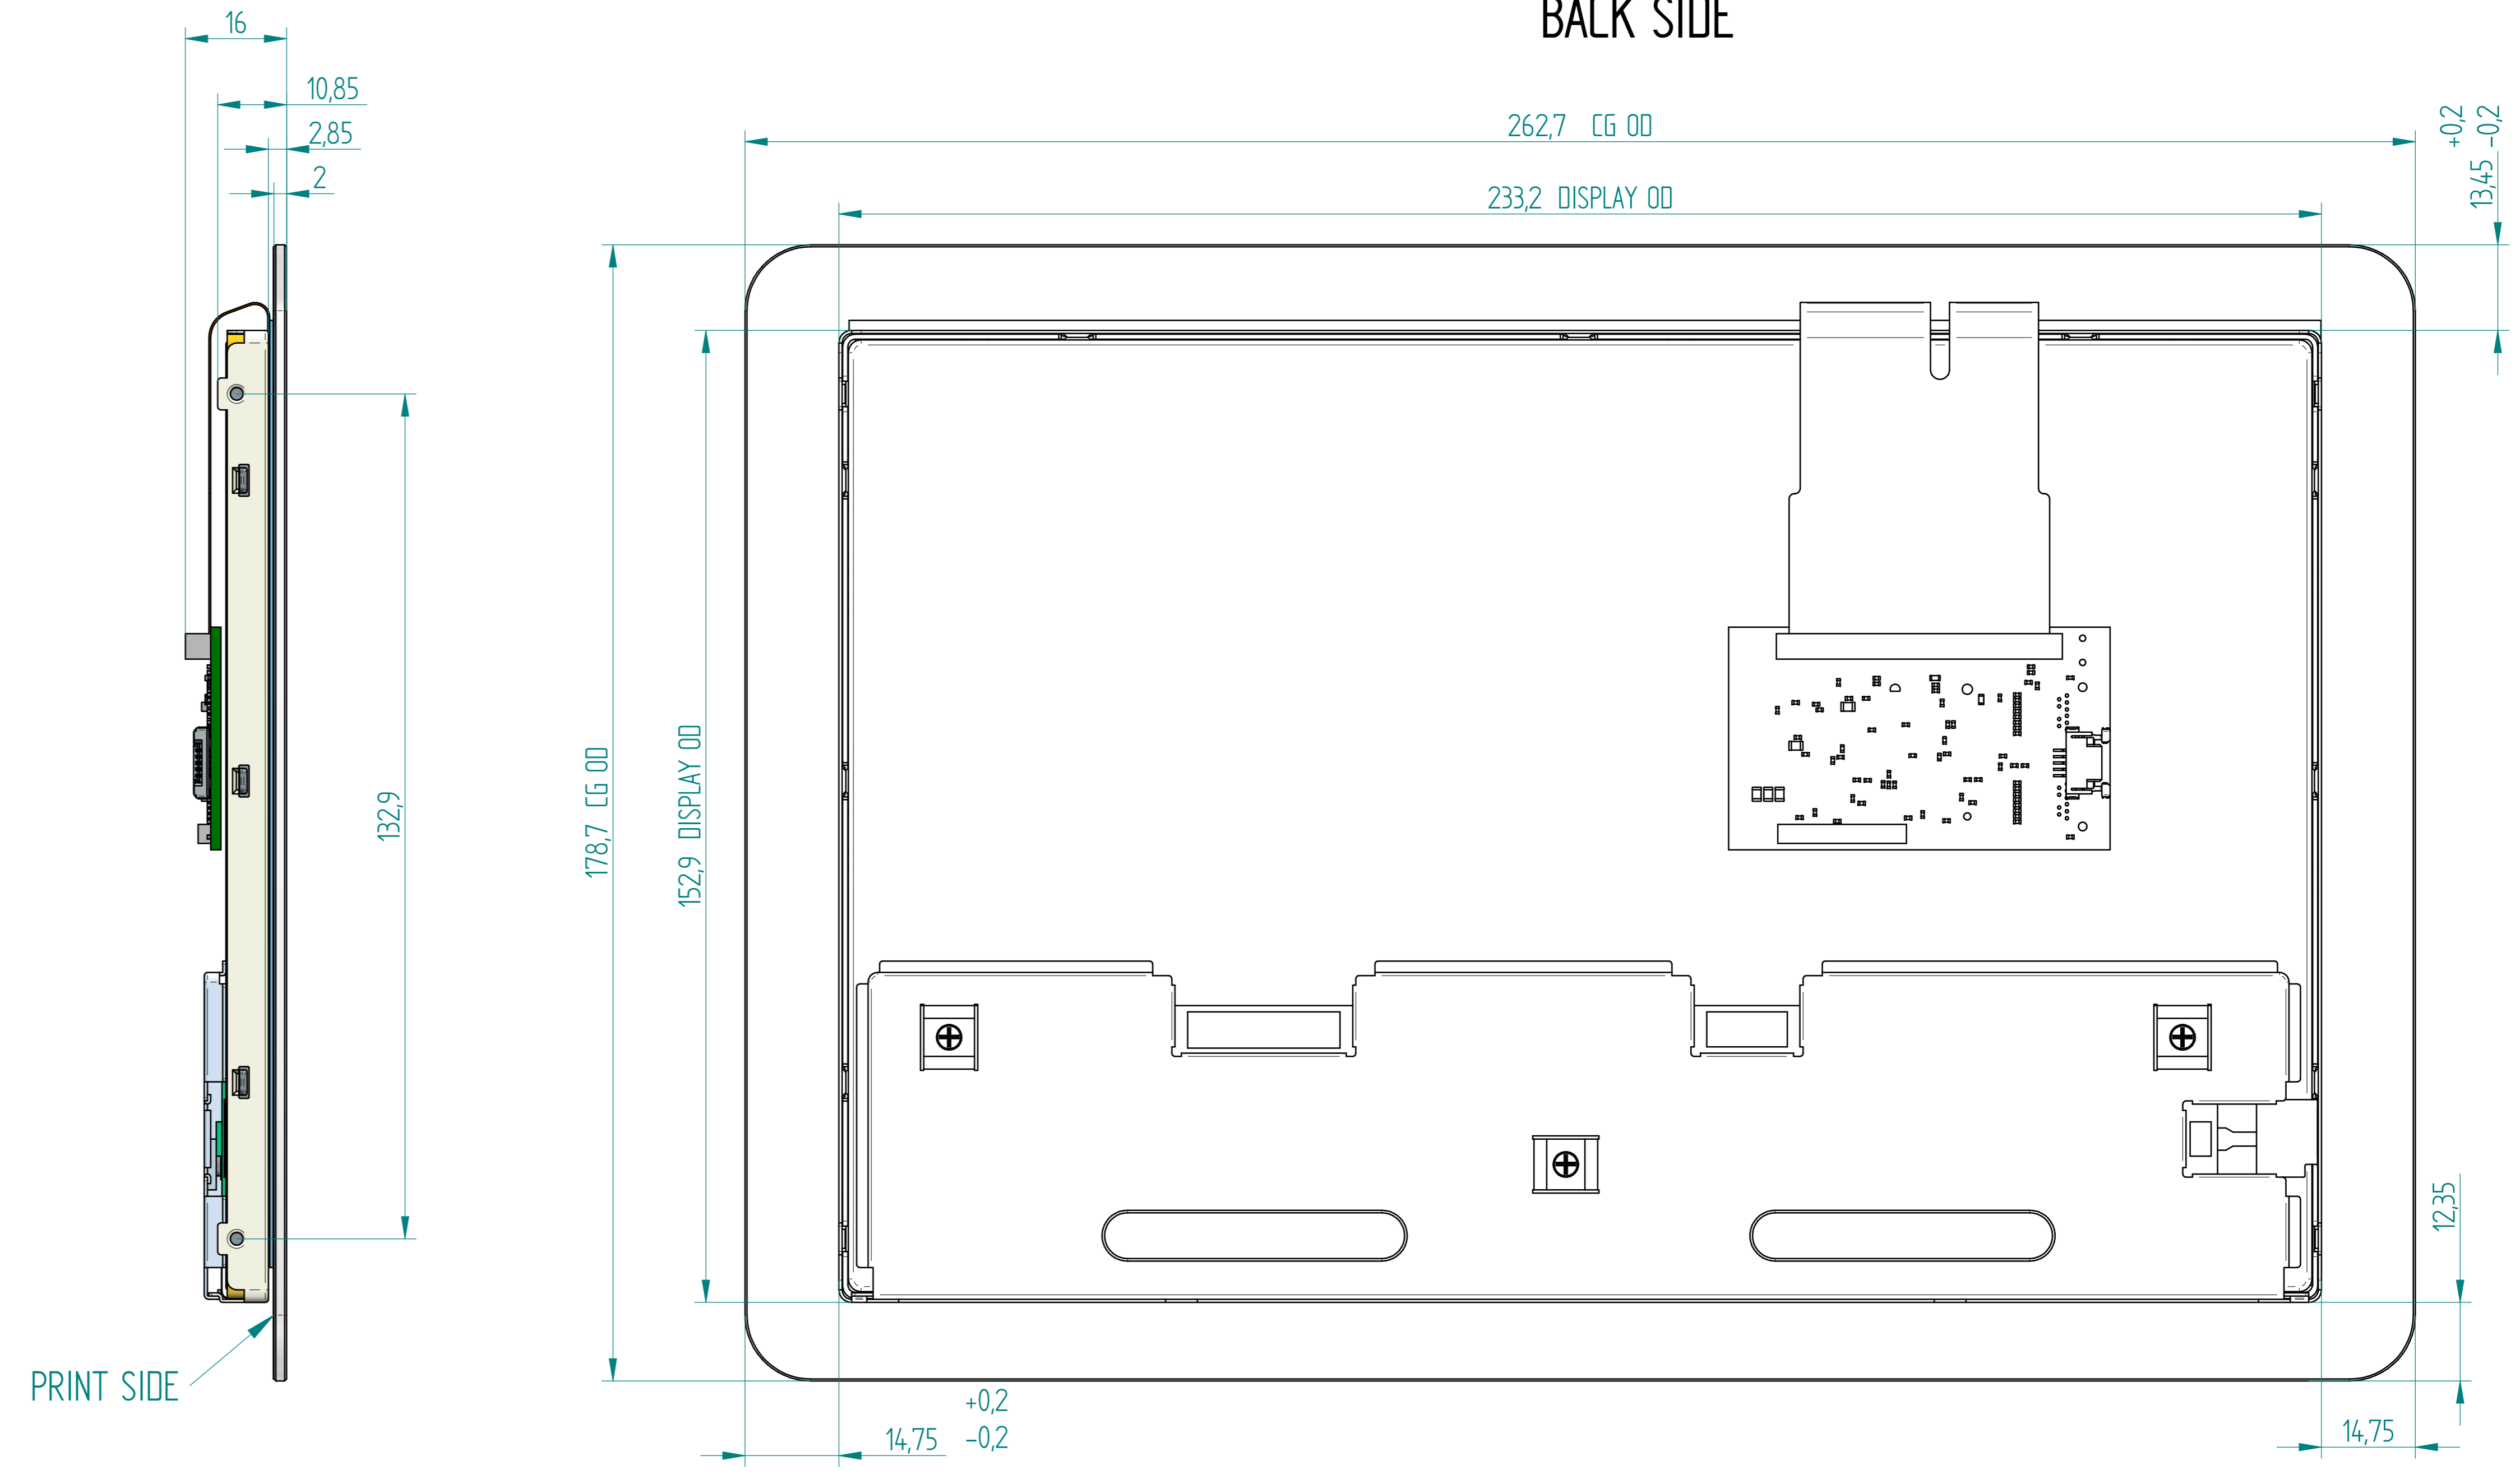 BACK SIDE
16
10,85
2,85
2
262,7 CG OD
233,2 DISPLAY OD
+0,2
13,45 -0,2
178,7 CG OD
152,9 DISPLAY OD
132,9
12,35
PRINT SIDE
+0,2
14,75 -0,2
14,75